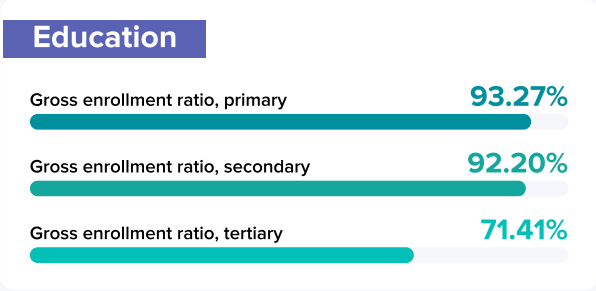 Education
Gross enrollment ratio, primary 93.27%
Gross enrollment ratio, secondary 92.20%
Gross enrollment ratio, tertiary 71.41%